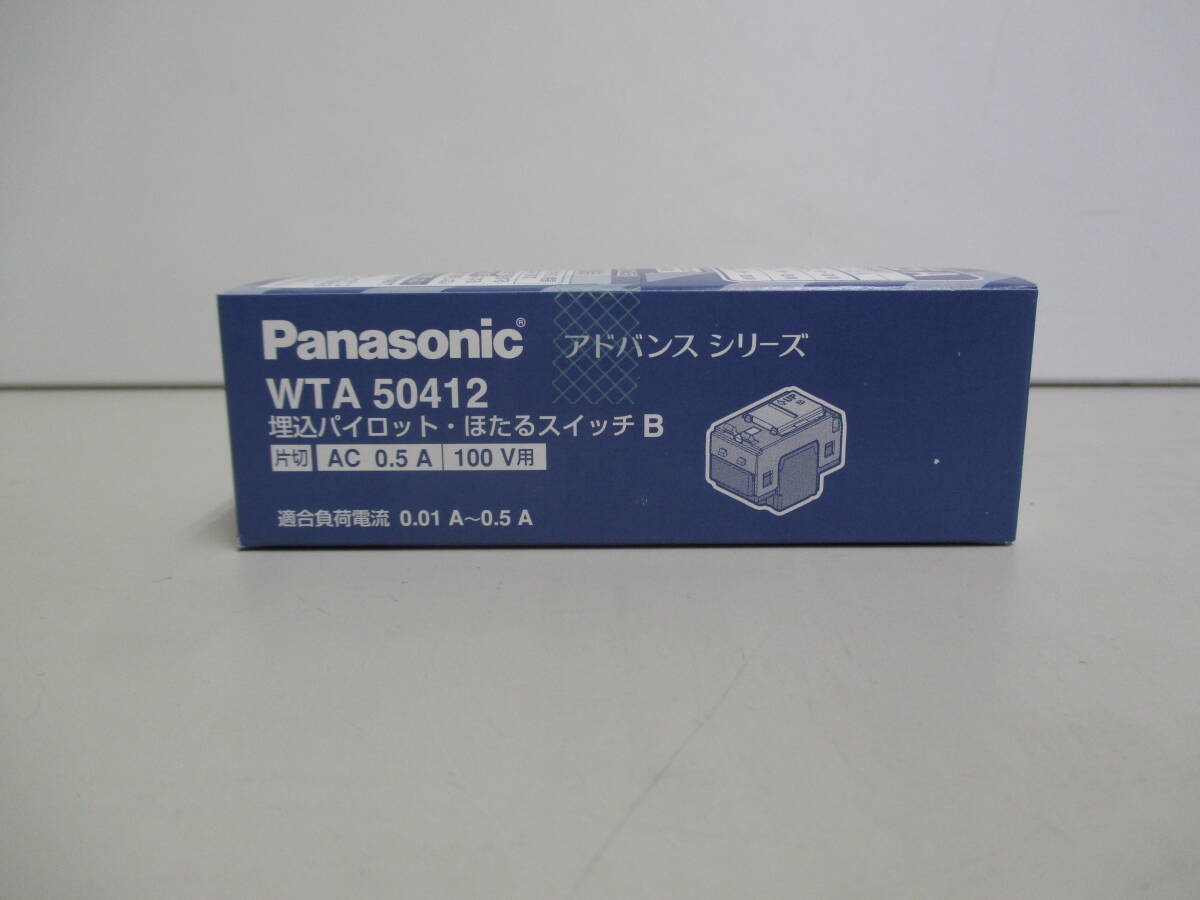 Panasonic® アドバンス シリーズ
WTA 50412
埋込パイロット・ほたるスイッチ B
片切 AC 0.5 A 100 V用
適合負荷電流 0.01 A～0.5 A
UP